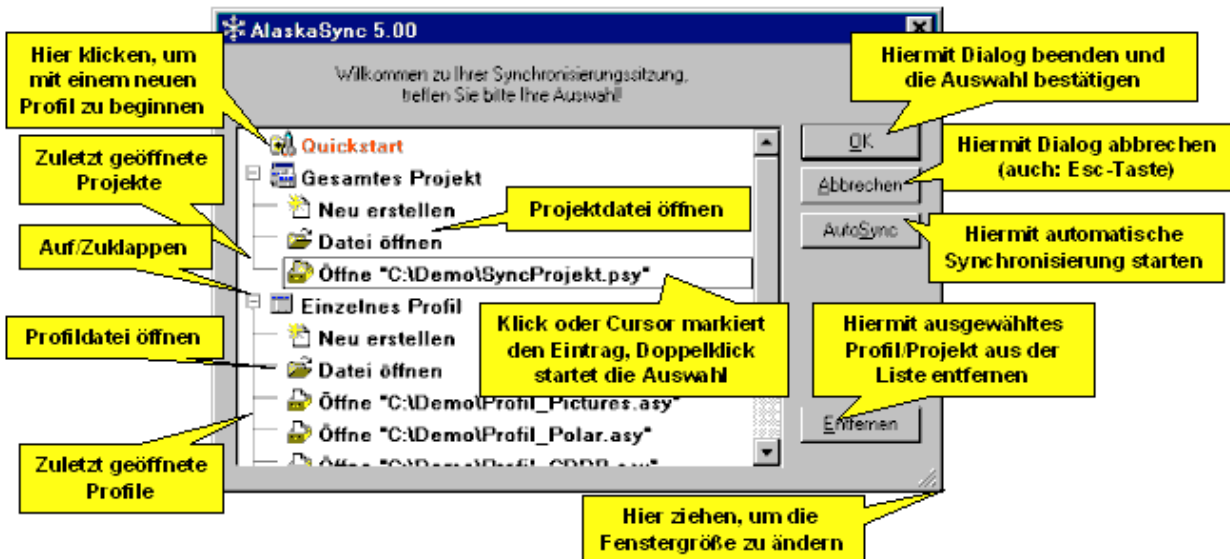 AlaskaSync 5.00
Hier klicken, um
mit einem neuen
Profil zu beginnen
Willkommen zu Ihrer Synchronisierungssitzung,
treffen Sie bitte Ihre Auswahl!
Hiermit Dialog beenden und
die Auswahl bestätigen
Quickstart
OK
Zuletzt geöffnete
Projekte
Gesamtes Projekt
Hiermit Dialog abbrechen
(auch: Esc-Taste)
Abbrechen
Neu erstellen
Projektdatei öffnen
AutoSync
Hiermit automatische
Synchronisierung starten
Auf/Zuklappen
Datei öffnen
Öffne "C:\Demo\SyncProjekt.psy"
Einzelnes Profil
Klick oder Cursor markiert
den Eintrag, Doppelklick
startet die Auswahl
Hiermit ausgewähltes
Profil/Projekt aus der
Liste entfernen
Profildatei öffnen
Neu erstellen
Datei öffnen
Öffne "C:\Demo\Profil_Pictures.asy"
Öffne "C:\Demo\Profil_Polar.asy"
Entfernen
Zuletzt geöffnete
Profile
Hier ziehen, um die
Fenstergröße zu ändern